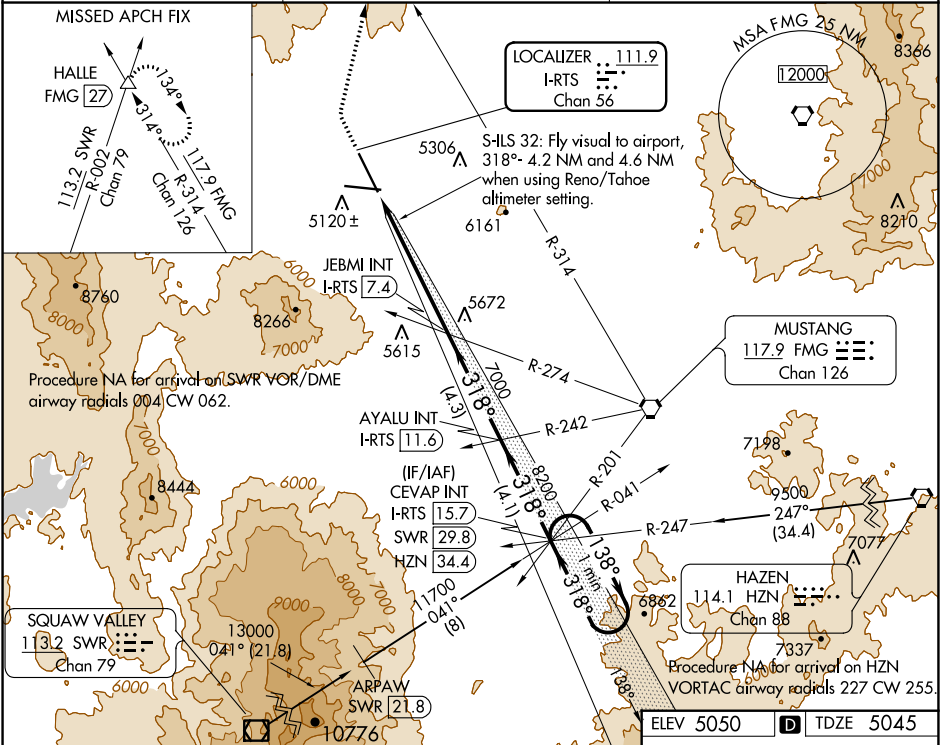 MISSED APCH FIX
HALLE
FMG 27
134°
314°
113.2 SWR
R-002
Chan 79
117.9 FMG
R-314
Chan 126
LOCALIZER 111.9
I-RTS
Chan 56
MSA FMG 25 NM
12000
8366
7000
8210
5306
S-ILS 32: Fly visual to airport,
318°- 4.2 NM and 4.6 NM
when using Reno/Tahoe
altimeter setting.
5120 ±
6161
R-314
JEBMI INT
I-RTS 7.4
5672
5615
8760
8000
6000
8266
7000
MUSTANG
117.9 FMG
Chan 126
Procedure NA for arrival on SWR VOR/DME
airway radials 004 CW 062.
R-274
7000
318°
(4.3)
AYALU INT
I-RTS 11.6
R-242
R-201
R-041
7000
8444
6000
7198
(IF/IAF)
CEVAP INT
I-RTS 15.7
SWR 29.8
HZN 34.4
8200
318°
(4.1)
9500
247°
(34.4)
R-247
7077
138°
min
318°
6862
HAZEN
114.1 HZN
Chan 88
7337
11700
041°
(8)
7000
8000
9000
SQUAW VALLEY
113.2 SWR
Chan 79
13000
041° (21.8)
ARPAW
SWR 21.8
6000
6000
10776
138°
Procedure NA for arrival on HZN
VORTAC airway radials 227 CW 255.
ELEV 5050 D TDZE 5045